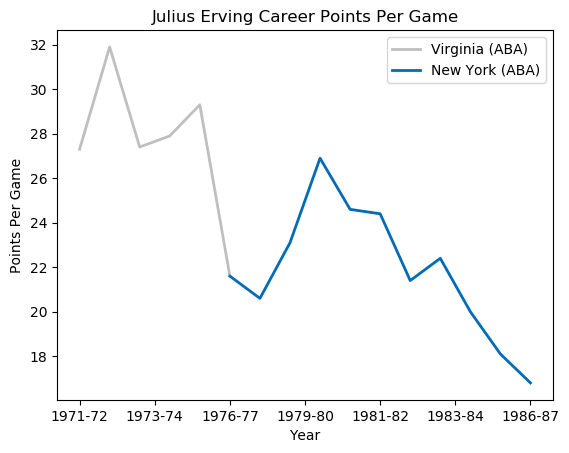 Julius Erving Career Points Per Game
Virginia (ABA)
New York (ABA)
32
30
28
26
24
22
20
18
Points Per Game
1971-72 1973-74 1976-77 1979-80 1981-82 1983-84 1986-87
Year